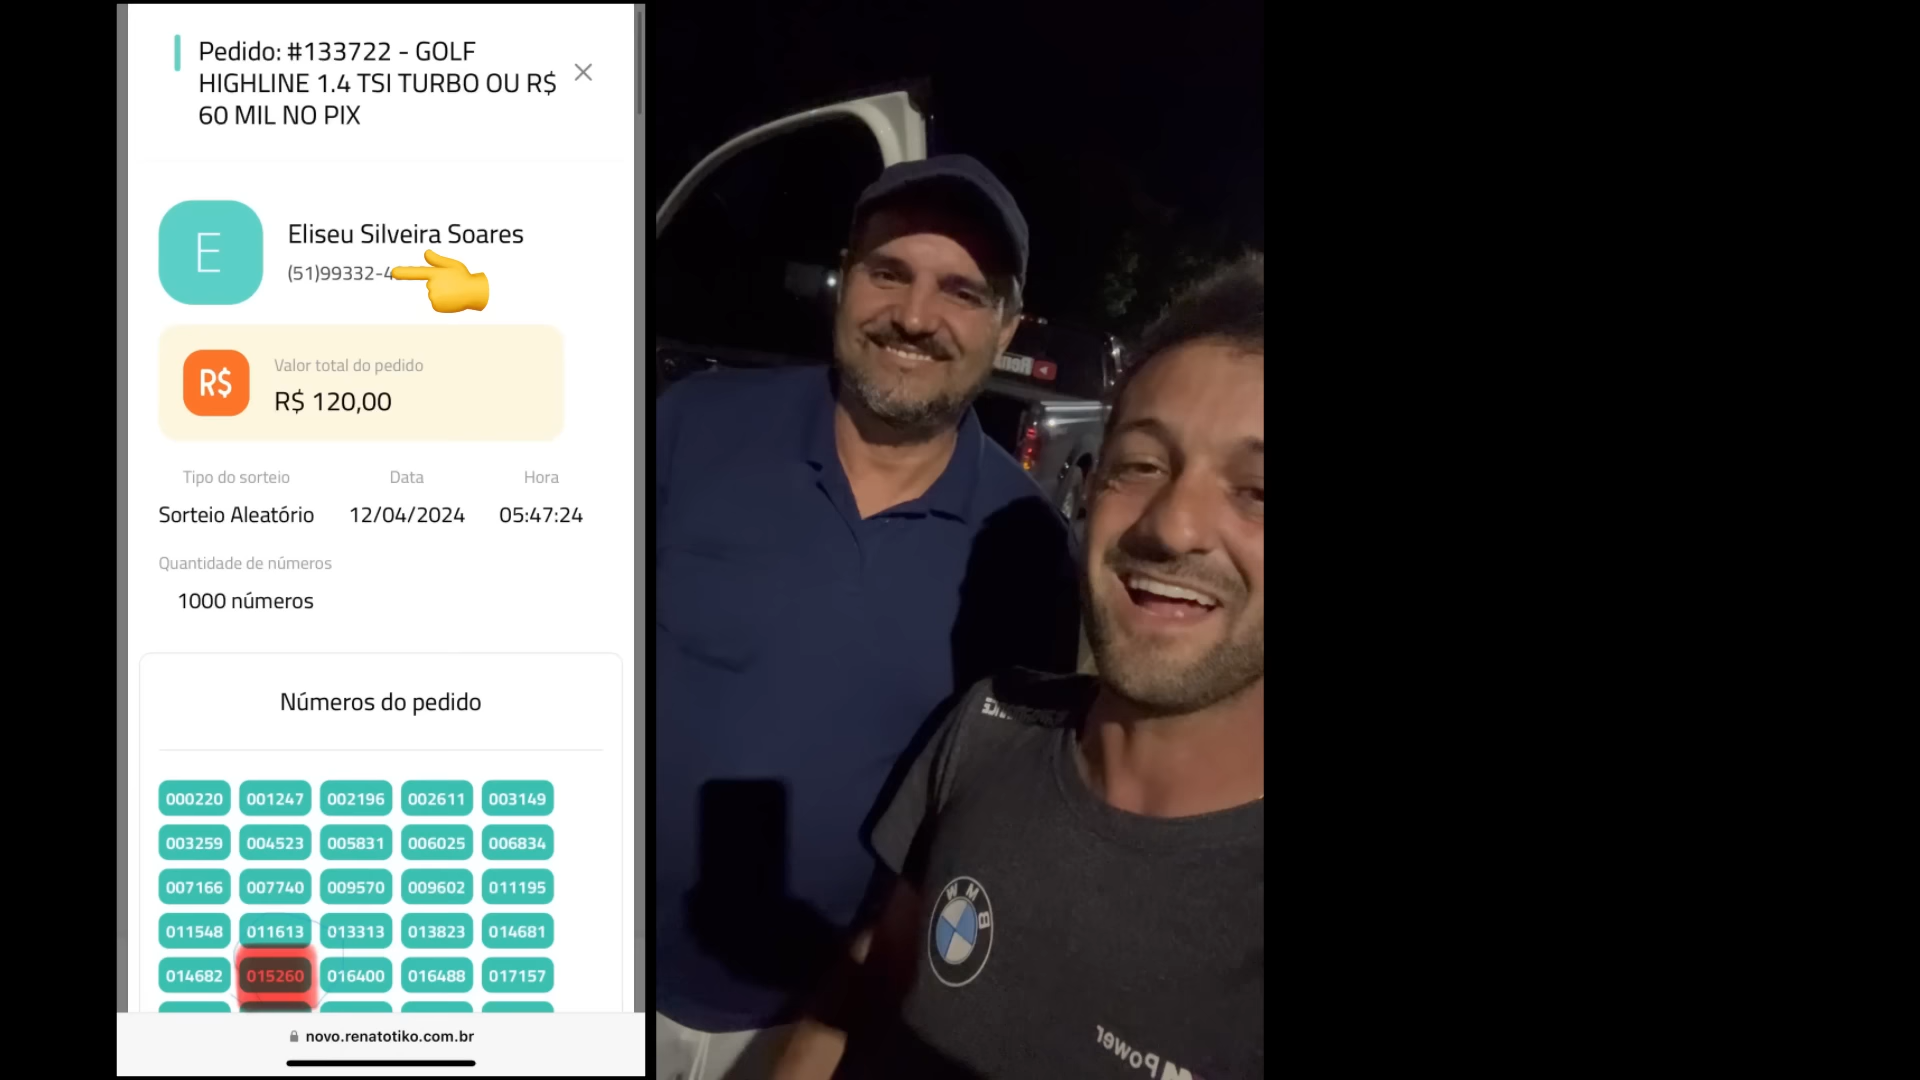 Pedido: #133722 - GOLF
HIGHLINE 1.4 TSI TURBO OU R$
60 MIL NO PIX
E
Eliseu Silveira Soares
(51)99332-4
R$
Valor total do pedido
R$ 120,00
Tipo do sorteio Data Hora
Sorteio Aleatório 12/04/2024 05:47:24
Quantidade de números
1000 números
Números do pedido
000220 001247 002196 002611 003149
003259 004523 005831 006025 006834
007166 007740 009570 009602 011195
011548 011613 013313 013823 014681
014682 015260 016400 016488 017157
novo.renatotiko.com.br
BMW
M Power